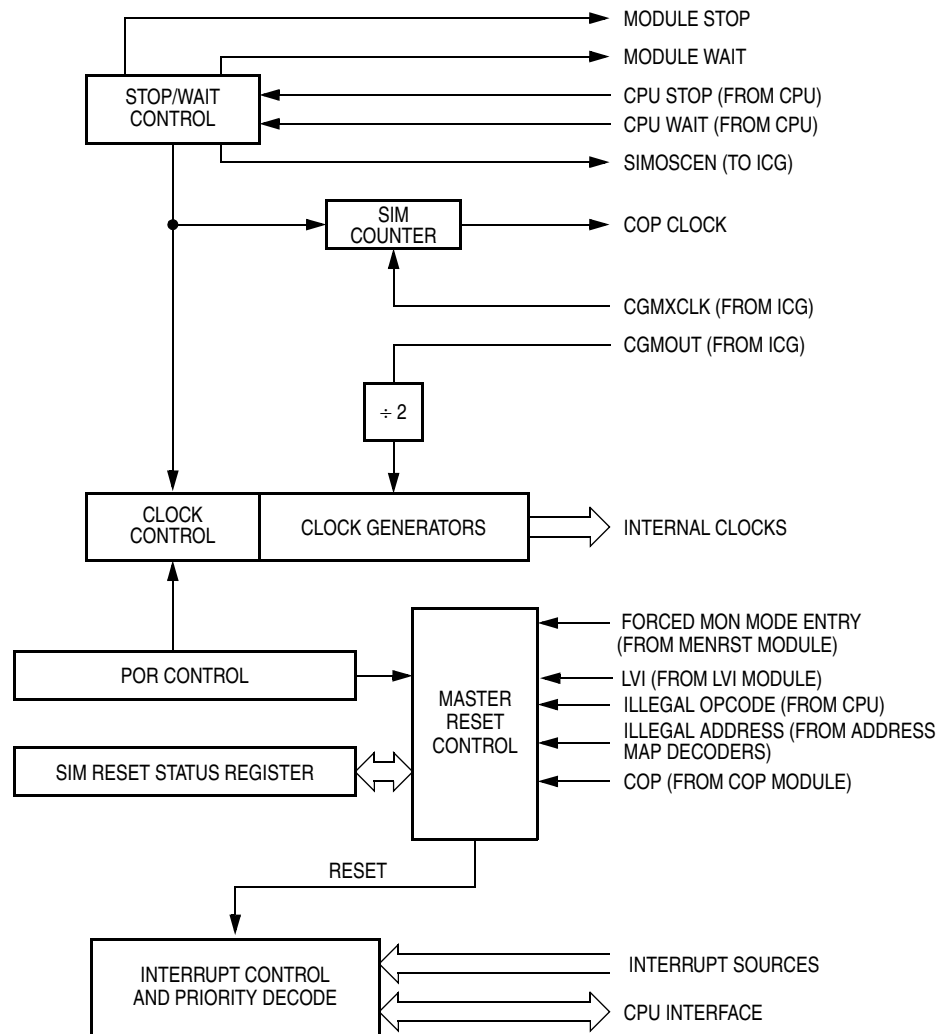 MODULE STOP
MODULE WAIT
STOP/WAIT
CONTROL
CPU STOP (FROM CPU)
CPU WAIT (FROM CPU)
SIMOSCEN (TO ICG)
SIM
COUNTER
COP CLOCK
CGMXCLK (FROM ICG)
CGMOUT (FROM ICG)
÷ 2
CLOCK
CONTROL
CLOCK GENERATORS
INTERNAL CLOCKS
FORCED MON MODE ENTRY
(FROM MENRST MODULE)
POR CONTROL
LVI (FROM LVI MODULE)
MASTER
RESET
CONTROL
ILLEGAL OPCODE (FROM CPU)
ILLEGAL ADDRESS (FROM ADDRESS
MAP DECODERS)
SIM RESET STATUS REGISTER
COP (FROM COP MODULE)
RESET
INTERRUPT CONTROL
AND PRIORITY DECODE
INTERRUPT SOURCES
CPU INTERFACE